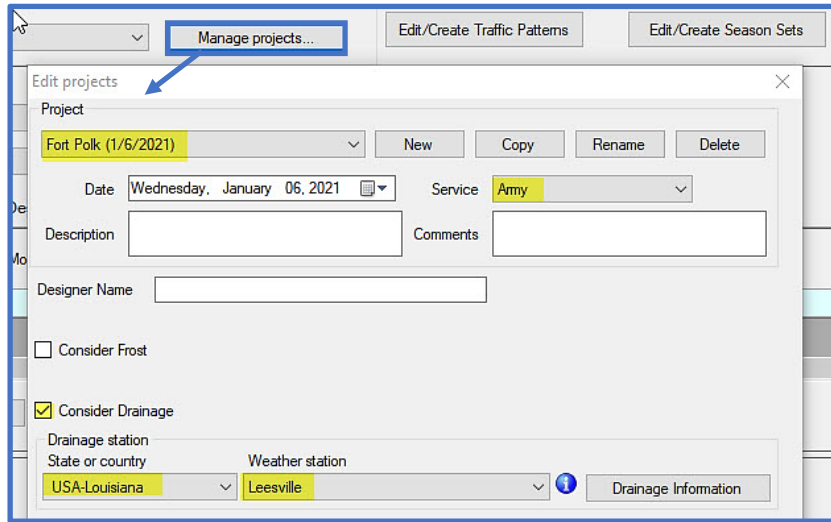 Manage projects...
Edit/Create Traffic Patterns
Edit/Create Season Sets
Edit projects
Project
Fort Polk (1/6/2021)
New
Copy
Rename
Delete
Date
Wednesday, January 06, 2021
Service
Army
Description
Comments
Designer Name
Consider Frost
Consider Drainage
Drainage station
State or country
Weather station
USA-Louisiana
Leesville
Drainage Information